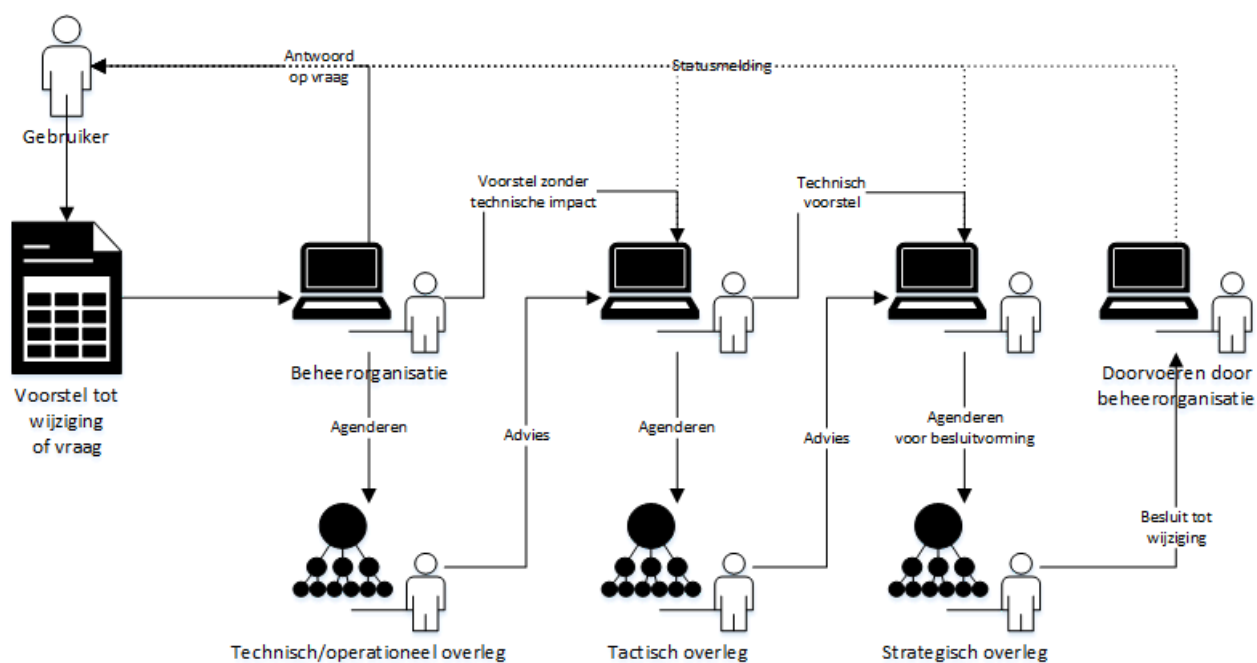 Antwoord
op vraag
Statusmelding
Gebruiker
Voorstel zonder
technische impact
Technisch
voorstel
Voorstel tot
wijziging
of vraag
Beheerorganisatie
Doorvoeren door
beheerorganisatie
Agenderen
Advies
Agenderen
Advies
Agenderen
voor besluitvorming
Besluit tot
wijziging
Technisch/operationeel overleg
Tactisch overleg
Strategisch overleg